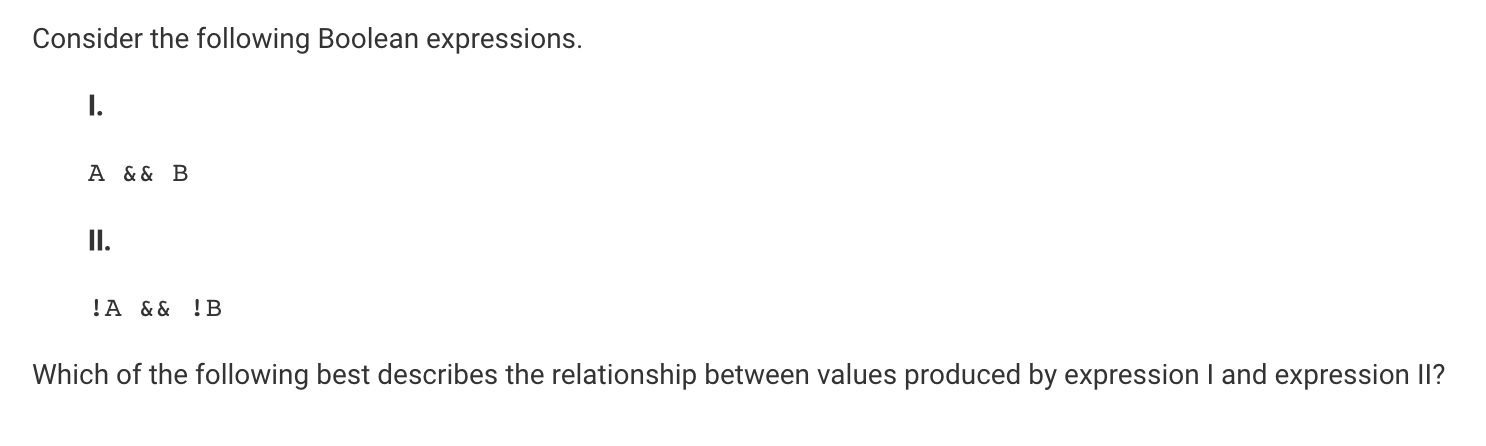 Consider the following Boolean expressions.
I.
A && B
II.
!A && !B
Which of the following best describes the relationship between values produced by expression I and expression II?